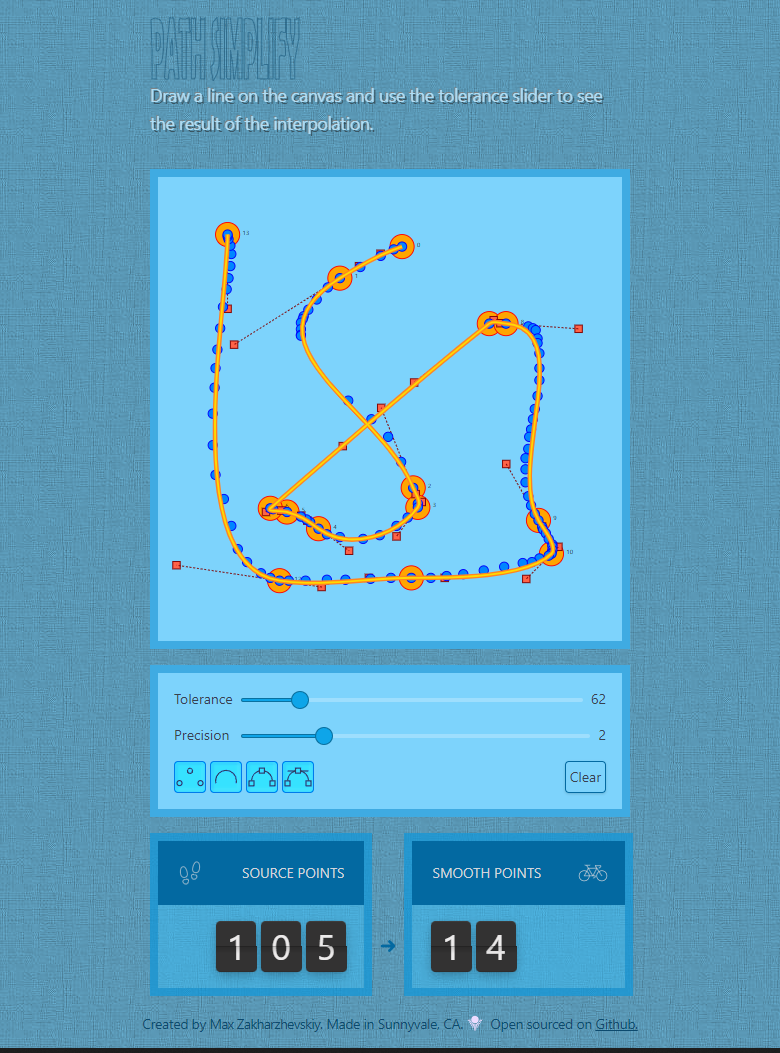 PATH SIMPLIFY
Draw a line on the canvas and use the tolerance slider to see
the result of the interpolation.
13
0
1
8
2
3
4
9
10
Tolerance 62
Precision 2
Clear
SOURCE POINTS
SMOOTH POINTS
105
14
Created by Max Zakharzhevskiy. Made in Sunnyvale, CA. Open sourced on Github.